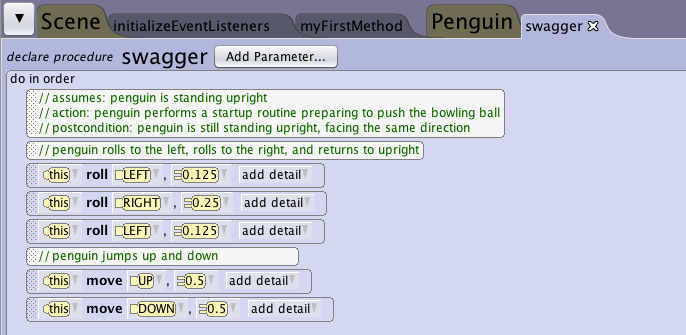 Scene initializeEventListeners myFirstMethod Penguin swagger
declare procedure swagger Add Parameter...
do in order
// assumes: penguin is standing upright
// action: penguin performs a startup routine preparing to push the bowling ball
// postcondition: penguin is still standing upright, facing the same direction
// penguin rolls to the left, rolls to the right, and returns to upright
this roll LEFT , 0.125 add detail
this roll RIGHT , 0.25 add detail
this roll LEFT , 0.125 add detail
// penguin jumps up and down
this move UP , 0.5 add detail
this move DOWN , 0.5 add detail